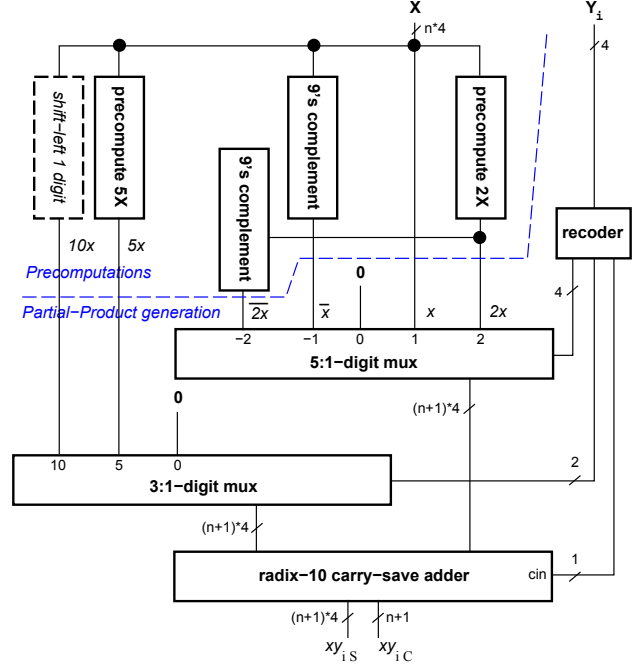 X
Y i
n*4
4
shift−left 1 digit
precompute 5X
9's complement
9's complement
precompute 2X
recoder
10x
5x
Precomputations
0
4
Partial−Product generation
2x
x
x
2x
−2
−1
0
1
2
5:1−digit mux
0
(n+1)*4
10
5
0
2
3:1−digit mux
(n+1)*4
1
radix−10 carry−save adder
cin
(n+1)*4
n+1
xy i S
xy i C